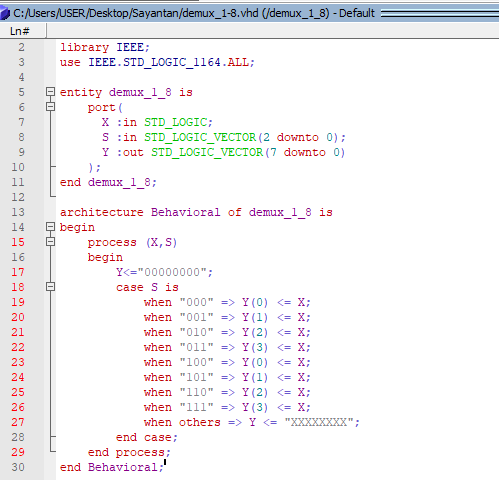 C:/Users/USER/Desktop/Sayantan/demux_1-8.vhd (/demux_1_8) - Default
Ln#
2 library IEEE;
3 use IEEE.STD_LOGIC_1164.ALL;
4
5 entity demux_1_8 is
6 port(
7 X :in STD_LOGIC;
8 S :in STD_LOGIC_VECTOR(2 downto 0);
9 Y :out STD_LOGIC_VECTOR(7 downto 0)
10 );
11 end demux_1_8;
12
13 architecture Behavioral of demux_1_8 is
14 begin
15 process (X,S)
16 begin
17 Y<="00000000";
18 case S is
19 when "000" => Y(0) <= X;
20 when "001" => Y(1) <= X;
21 when "010" => Y(2) <= X;
22 when "011" => Y(3) <= X;
23 when "100" => Y(0) <= X;
24 when "101" => Y(1) <= X;
25 when "110" => Y(2) <= X;
26 when "111" => Y(3) <= X;
27 when others => Y <= "XXXXXXXX";
28 end case;
29 end process;
30 end Behavioral;